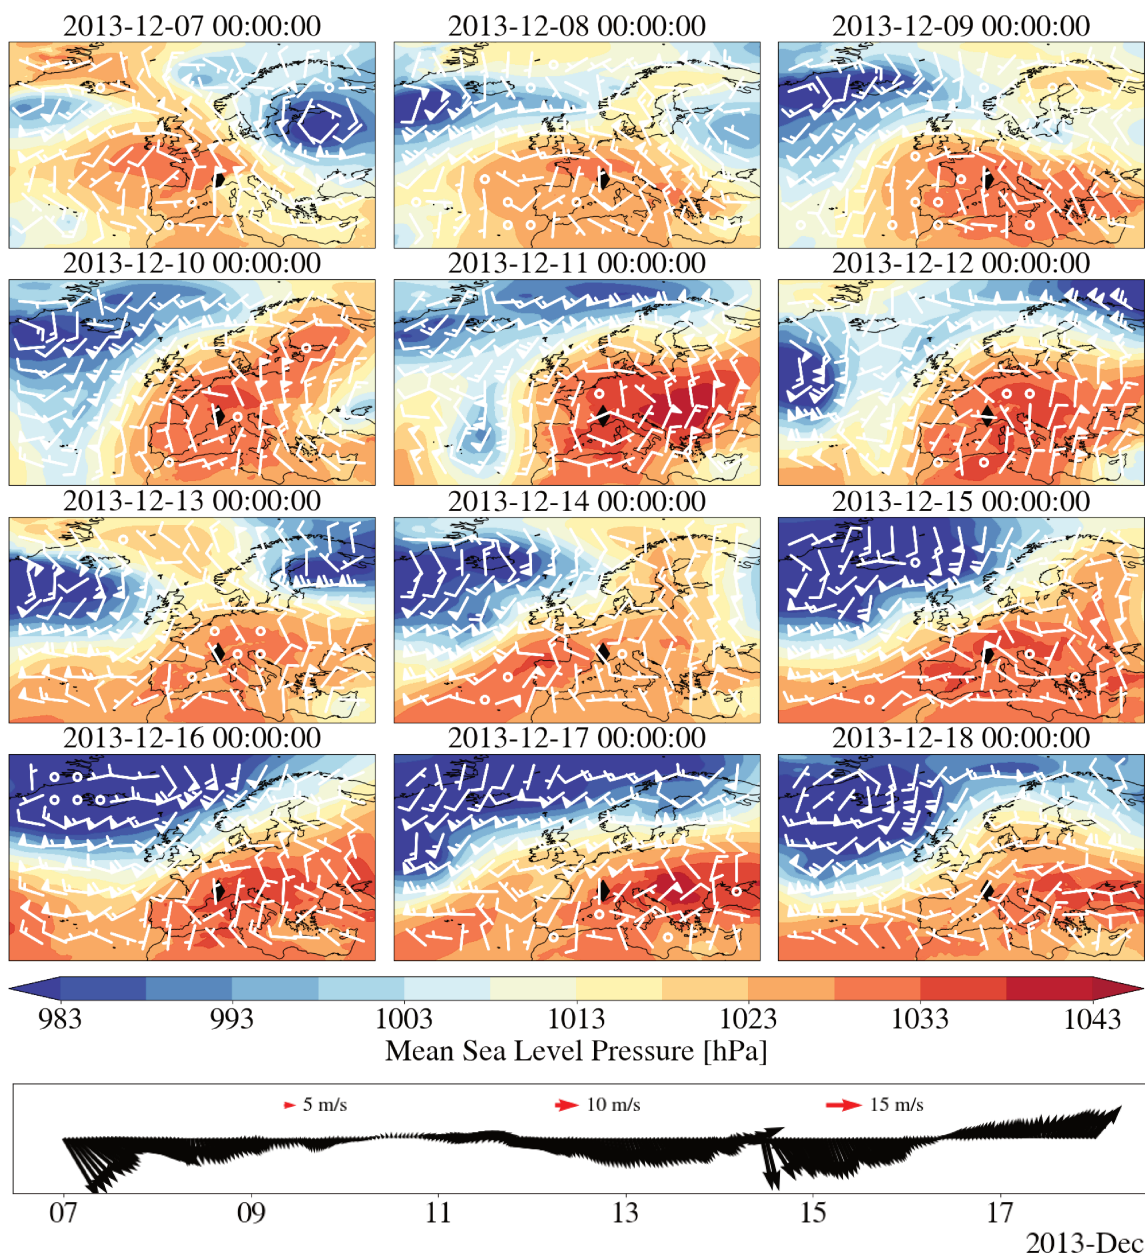 2013-12-07 00:00:00 2013-12-08 00:00:00 2013-12-09 00:00:00
2013-12-10 00:00:00 2013-12-11 00:00:00 2013-12-12 00:00:00
2013-12-13 00:00:00 2013-12-14 00:00:00 2013-12-15 00:00:00
2013-12-16 00:00:00 2013-12-17 00:00:00 2013-12-18 00:00:00
983 993 1003 1013 1023 1033 1043
Mean Sea Level Pressure [hPa]
5 m/s 10 m/s 15 m/s
07 09 11 13 15 17
2013-Dec